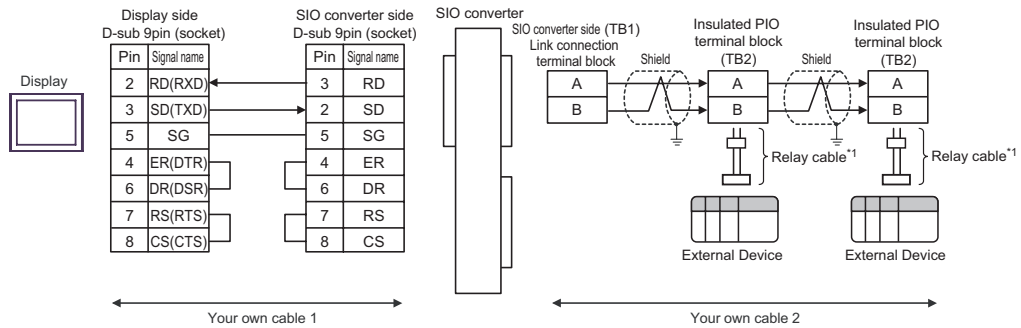 Display
Display side
D-sub 9pin (socket)
Pin Signal name
2 RD(RXD)
3 SD(TXD)
5 SG
4 ER(DTR)
6 DR(DSR)
7 RS(RTS)
8 CS(CTS)
SIO converter side
D-sub 9pin (socket)
Pin Signal name
3 RD
2 SD
5 SG
4 ER
6 DR
7 RS
8 CS
Your own cable 1
SIO converter
SIO converter side (TB1)
Link connection
terminal block
A
B
Shield
Insulated PIO
terminal block
(TB2)
A
B
Relay cable*1
External Device
Shield
Insulated PIO
terminal block
(TB2)
A
B
Relay cable*1
External Device
Your own cable 2